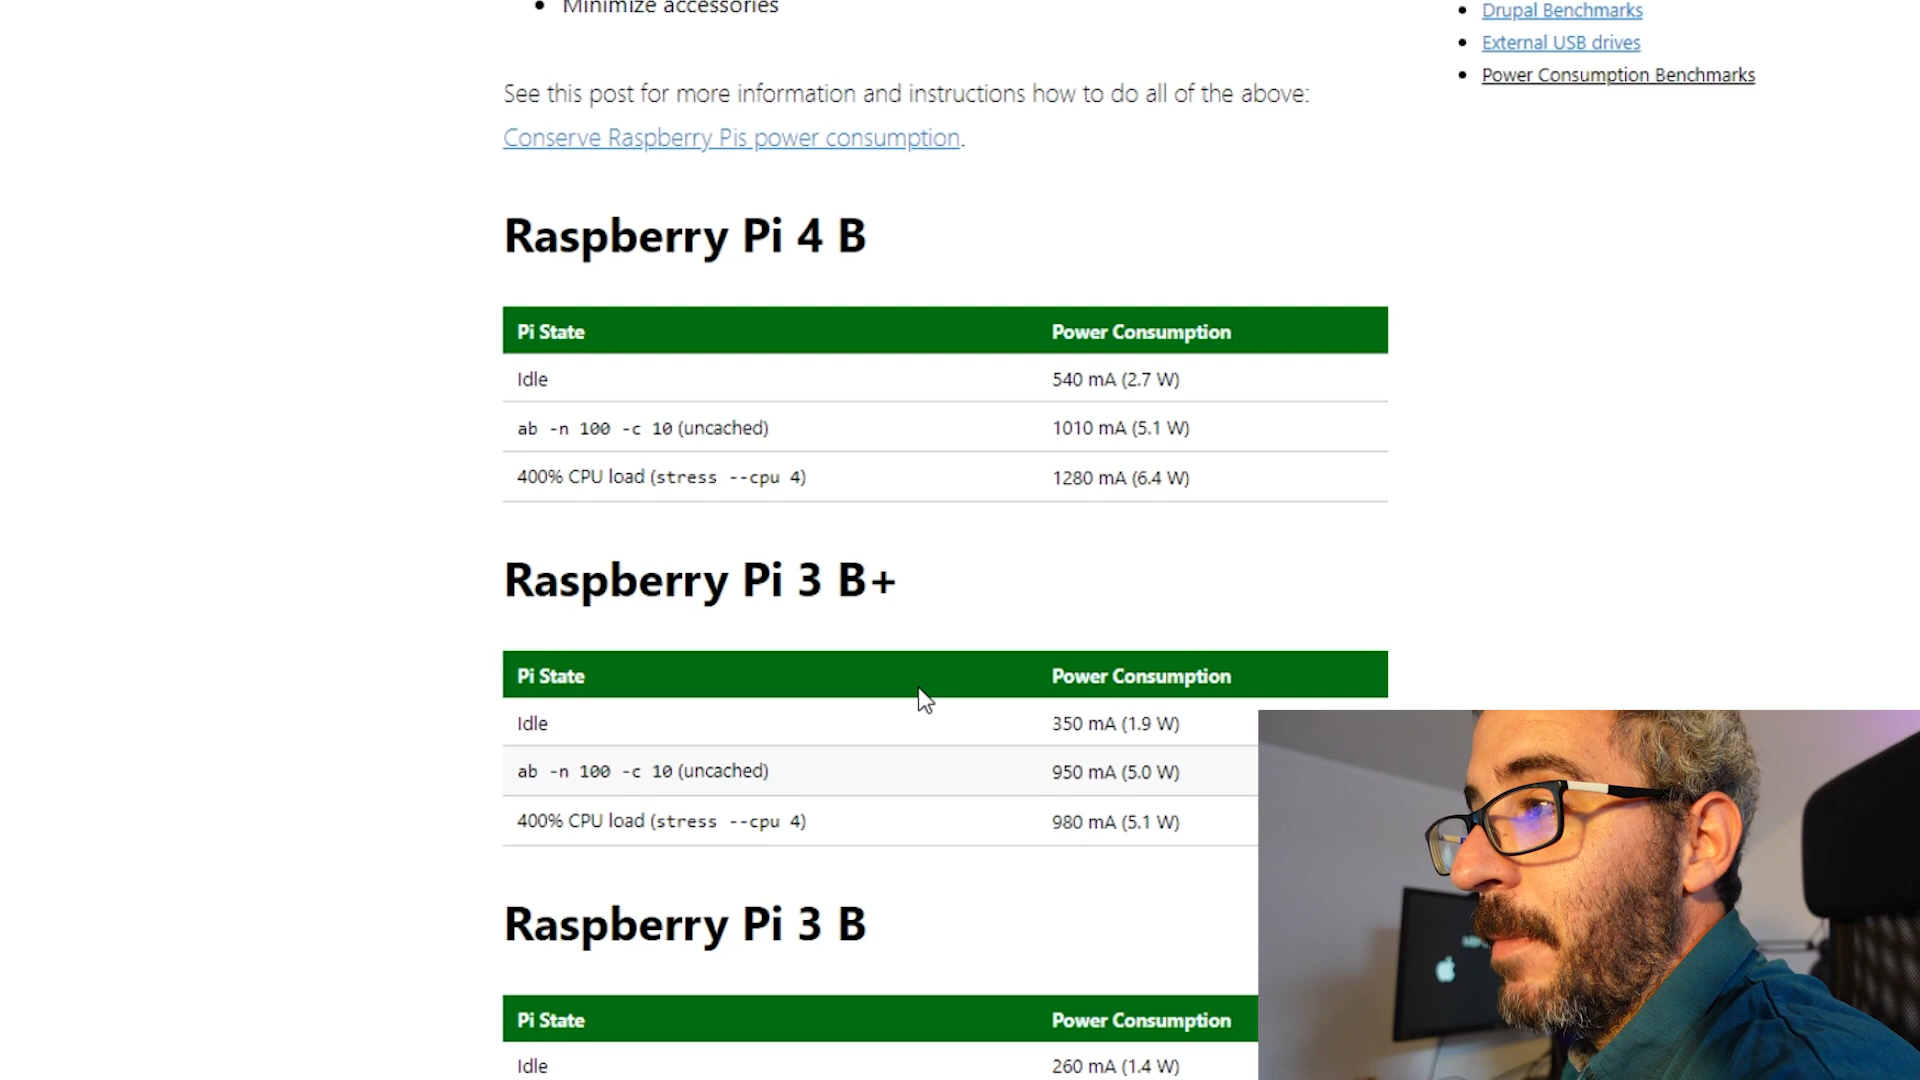 Minimize accessories
See this post for more information and instructions how to do all of the above:
Conserve Raspberry Pis power consumption.
Raspberry Pi 4 B
Pi State Power Consumption
Idle 540 mA (2.7 W)
ab -n 100 -c 10 (uncached) 1010 mA (5.1 W)
400% CPU load (stress --cpu 4) 1280 mA (6.4 W)
Raspberry Pi 3 B+
Pi State Power Consumption
Idle 350 mA (1.9 W)
ab -n 100 -c 10 (uncached) 950 mA (5.0 W)
400% CPU load (stress --cpu 4) 980 mA (5.1 W)
Raspberry Pi 3 B
Pi State Power Consumption
Idle 260 mA (1.4 W)
Drupal Benchmarks
External USB drives
Power Consumption Benchmarks